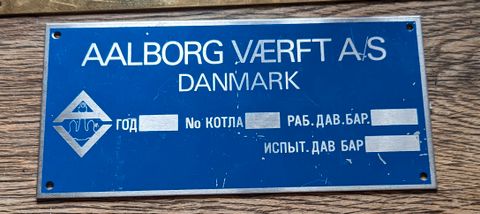 AALBORG VÆRFT A/S
DANMARK
ГОД № КОТЛА РАБ. ДАВ. БАР.
ИСПЫТ. ДАВ БАР